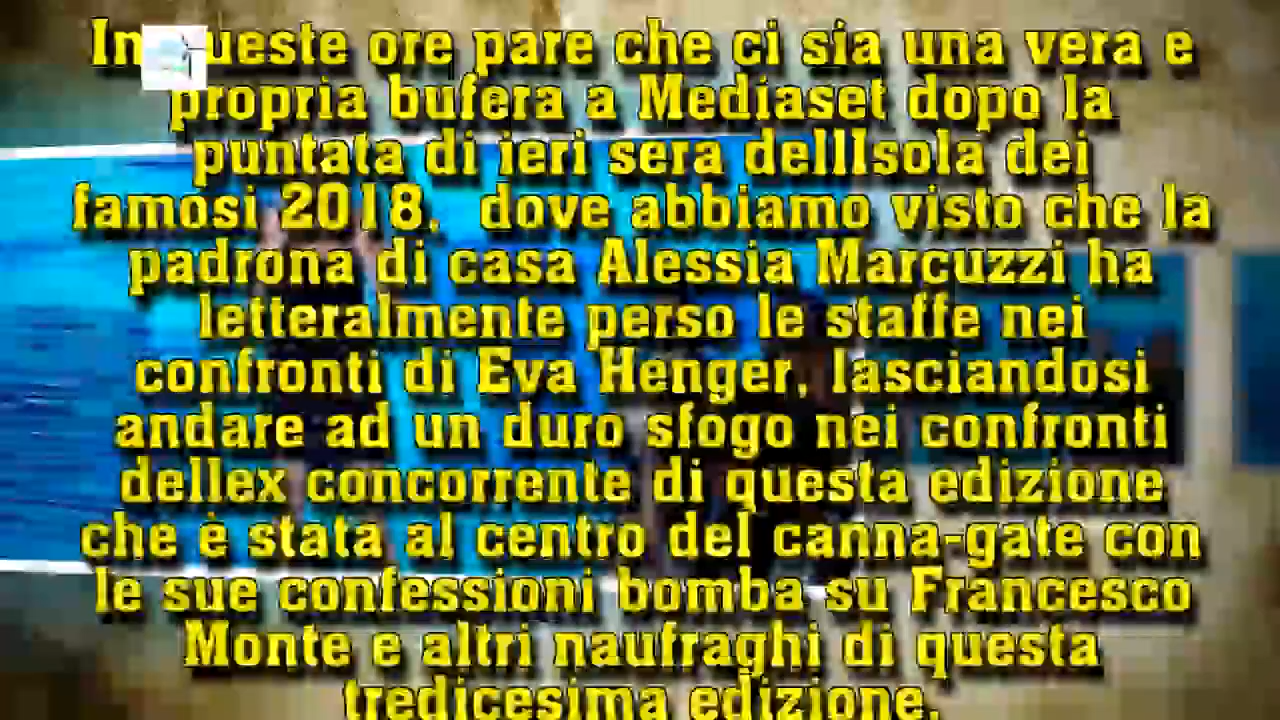 In queste ore pare che ci sia una vera e
propria bufera a Mediaset dopo la
puntata di ieri sera dellIsola dei
famosi 2018, dove abbiamo visto che la
padrona di casa Alessia Marcuzzi ha
letteralmente perso le staffe nei
confronti di Eva Henger, lasciandosi
andare ad un duro sfogo nei confronti
dellex concorrente di questa edizione
che è stata al centro del canna-gate con
le sue confessioni bomba su Francesco
Monte e altri naufraghi di questa
tredicesima edizione.